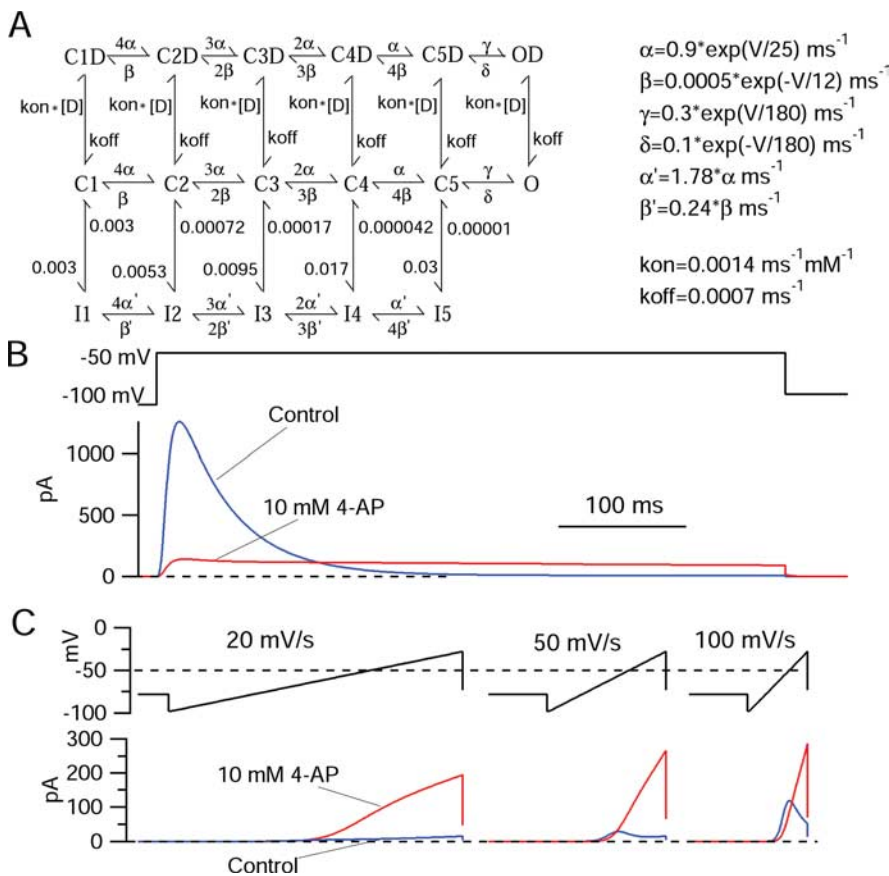 A
C1D 4α β C2D 3α 2β C3D 2α 3β C4D α 4β C5D γ δ OD
kon*[D] kon*[D] kon*[D] kon*[D] kon*[D] kon*[D]
koff koff koff koff koff koff
C1 4α β C2 3α 2β C3 2α 3β C4 α 4β C5 γ δ O
0.003 0.00072 0.00017 0.000042 0.00001
0.003 0.0053 0.0095 0.017 0.03
I1 4α' β' I2 3α' 2β' I3 2α' 3β' I4 α' 4β' I5
α=0.9*exp(V/25) ms⁻¹
β=0.0005*exp(-V/12) ms⁻¹
γ=0.3*exp(V/180) ms⁻¹
δ=0.1*exp(-V/180) ms⁻¹
α'=1.78*α ms⁻¹
β'=0.24*β ms⁻¹
kon=0.0014 ms⁻¹mM⁻¹
koff=0.0007 ms⁻¹
B
-50 mV
-100 mV
Control
1000
pA
10 mM 4-AP
100 ms
500
0
C
0
20 mV/s 50 mV/s 100 mV/s
mV
-50
-100
300
10 mM 4-AP
200
pA
100
0
Control